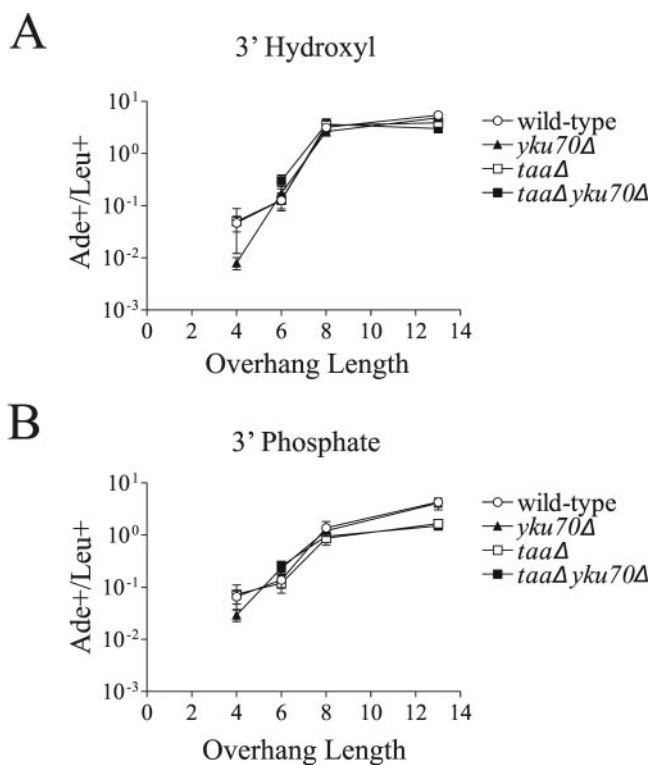 A
3' Hydroxyl
Ade+/Leu+
10¹
10⁰
10⁻¹
10⁻²
10⁻³
0 2 4 6 8 10 12 14
Overhang Length
wild-type
yku70Δ
taaΔ
taaΔ yku70Δ
B
3' Phosphate
Ade+/Leu+
10¹
10⁰
10⁻¹
10⁻²
10⁻³
0 2 4 6 8 10 12 14
Overhang Length
wild-type
yku70Δ
taaΔ
taaΔ yku70Δ